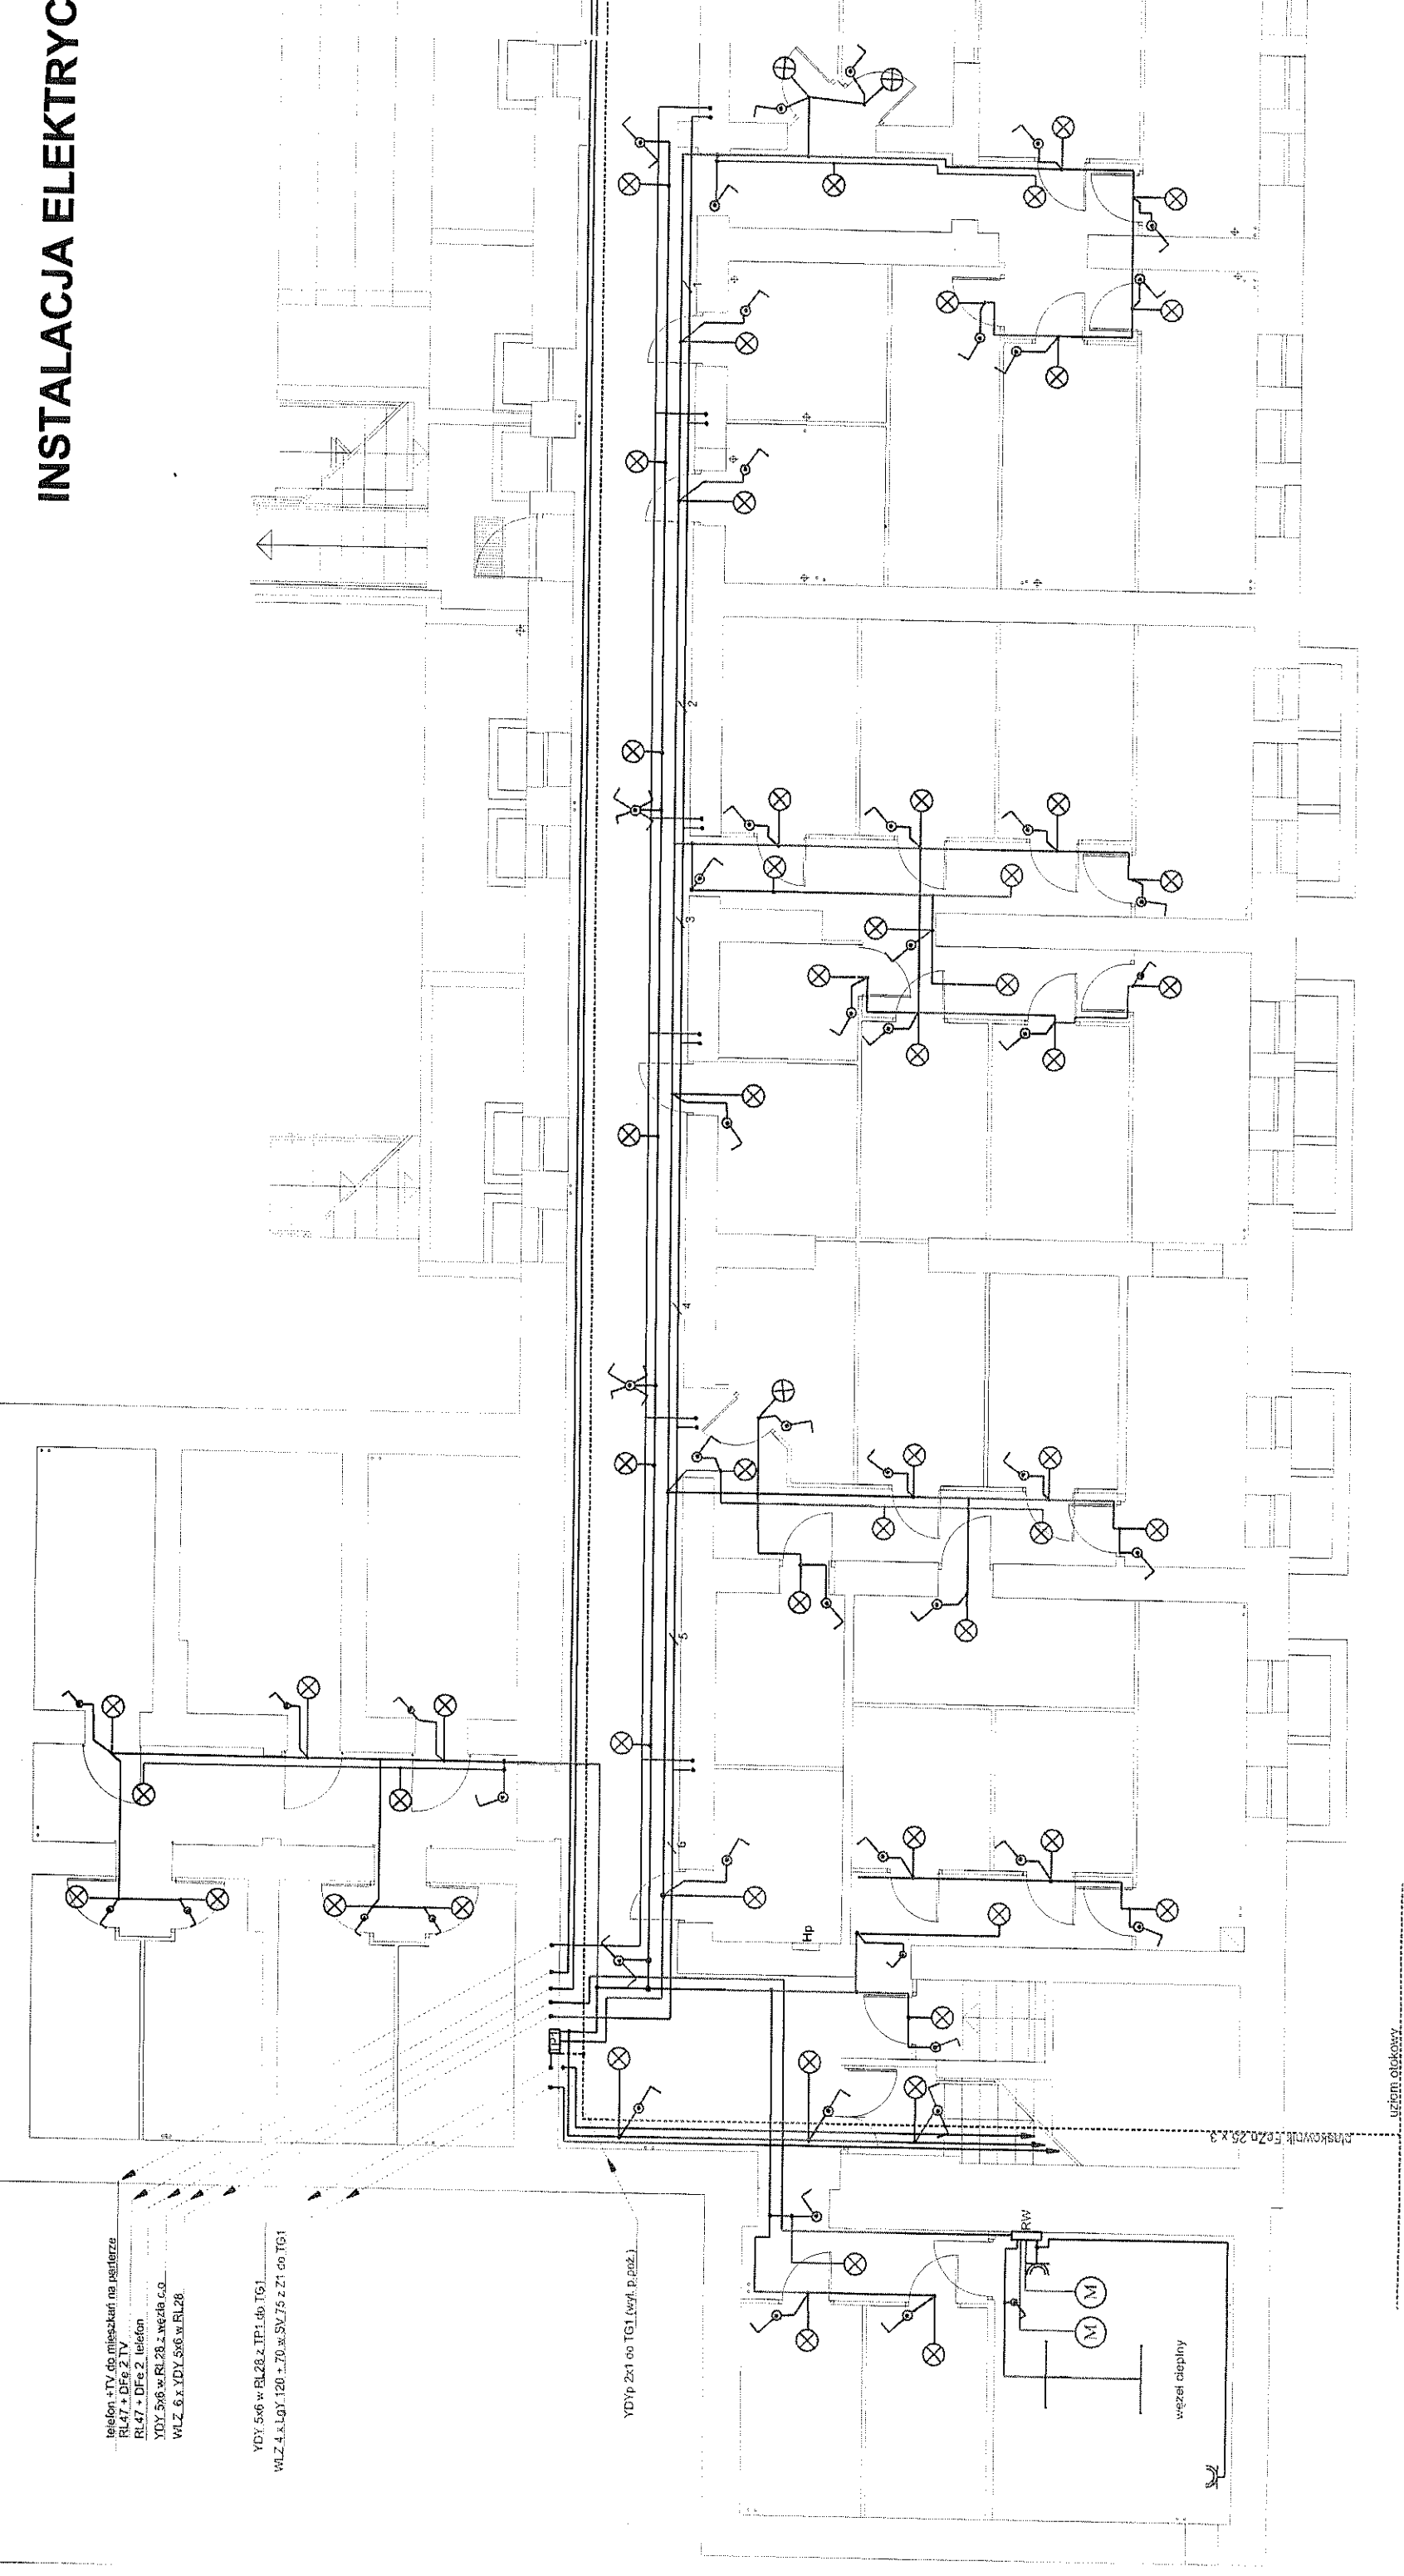 INSTALACJA ELEKTRYC
telefon +TV do mieszkań na parterze
RL47 + DFe 2 TV
RL47 + DFe 2 telefon
YDY 5x6 w RL28 z węzła c.o
WLZ 6 x YDY 5x6 w RL28
YDY 5x6 w RL28 z TP1 do TG1
WLZ 4 x LgY 120 + 70 w SV 75 z Z1 do TG1
YDYp 2x1 do TG1 (wył. p.poż.)
1
2
3
4
5
6
Hp
RW
M
M
węzeł cieplny
płaskownik FeZn 25 x 3
uziom otokowy